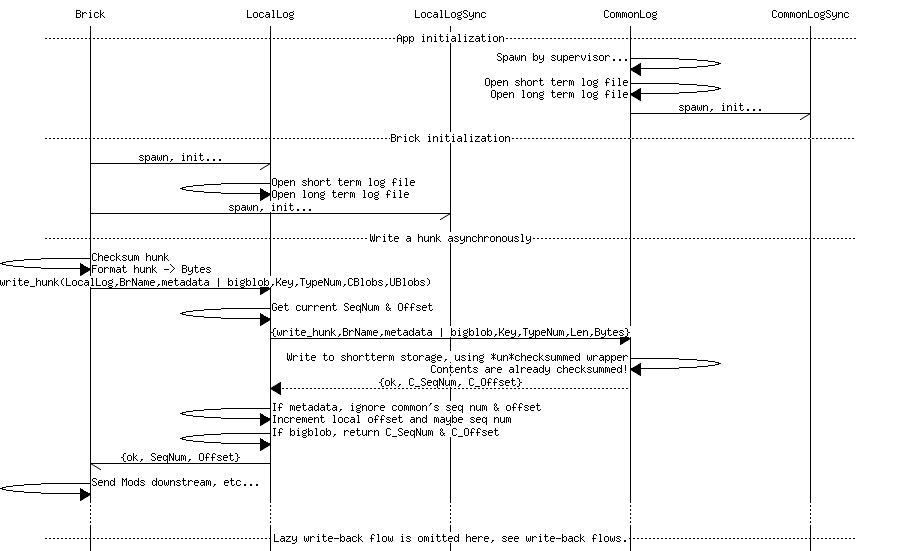 Brick LocalLog LocalLogSync CommonLog CommonLogSync
App initialization
Spawn by supervisor...
Open short term log file
Open long term log file
spawn, init...
Brick initialization
spawn, init...
Open short term log file
Open long term log file
spawn, init...
Write a hunk asynchronously
Checksum hunk
Format hunk -> Bytes
write_hunk(LocalLog,BrName,metadata | bigblob,Key,TypeNum,CBlobs,UBlobs)
Get current SeqNum & Offset
{write_hunk,BrName,metadata | bigblob,Key,TypeNum,Len,Bytes}
Write to shortterm storage, using *un*checksummed wrapper
Contents are already checksummed!
{ok, C_SeqNum, C_Offset}
If metadata, ignore common's seq num & offset
Increment local offset and maybe seq num
If bigblob, return C_SeqNum & C_Offset
{ok, SeqNum, Offset}
Send Mods downstream, etc...
Lazy write-back flow is omitted here, see write-back flows.